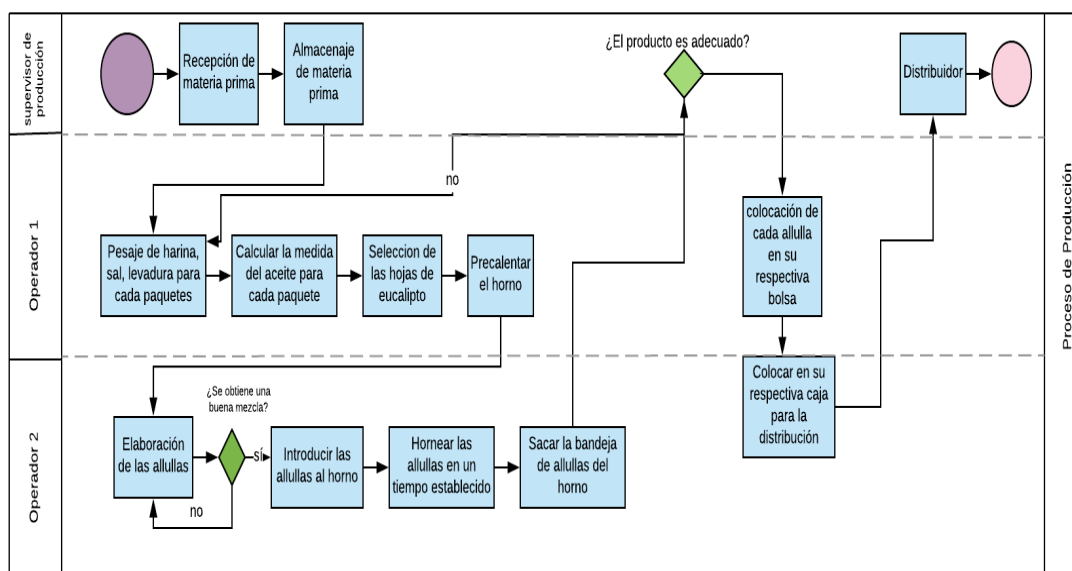 supervisor de
producción
Recepción de
materia prima
Almacenaje
de materia
prima
¿El producto es adecuado?
Distribuidor
Proceso de Producción
Operador 1
no
Pesaje de harina,
sal, levadura para
cada paquetes
Calcular la medida
del aceite para
cada paquete
Seleccion de
las hojas de
eucalipto
Precalentar
el horno
colocación de
cada allulla
en su
respectiva
bolsa
Operador 2
Elaboración
de las allullas
¿Se obtiene una
buena mezcla?
sí
no
Introducir las
allullas al horno
Hornear las
allullas en un
tiempo establecido
Sacar la bandeja
de allullas del
horno
Colocar en su
respectiva caja
para la
distribución